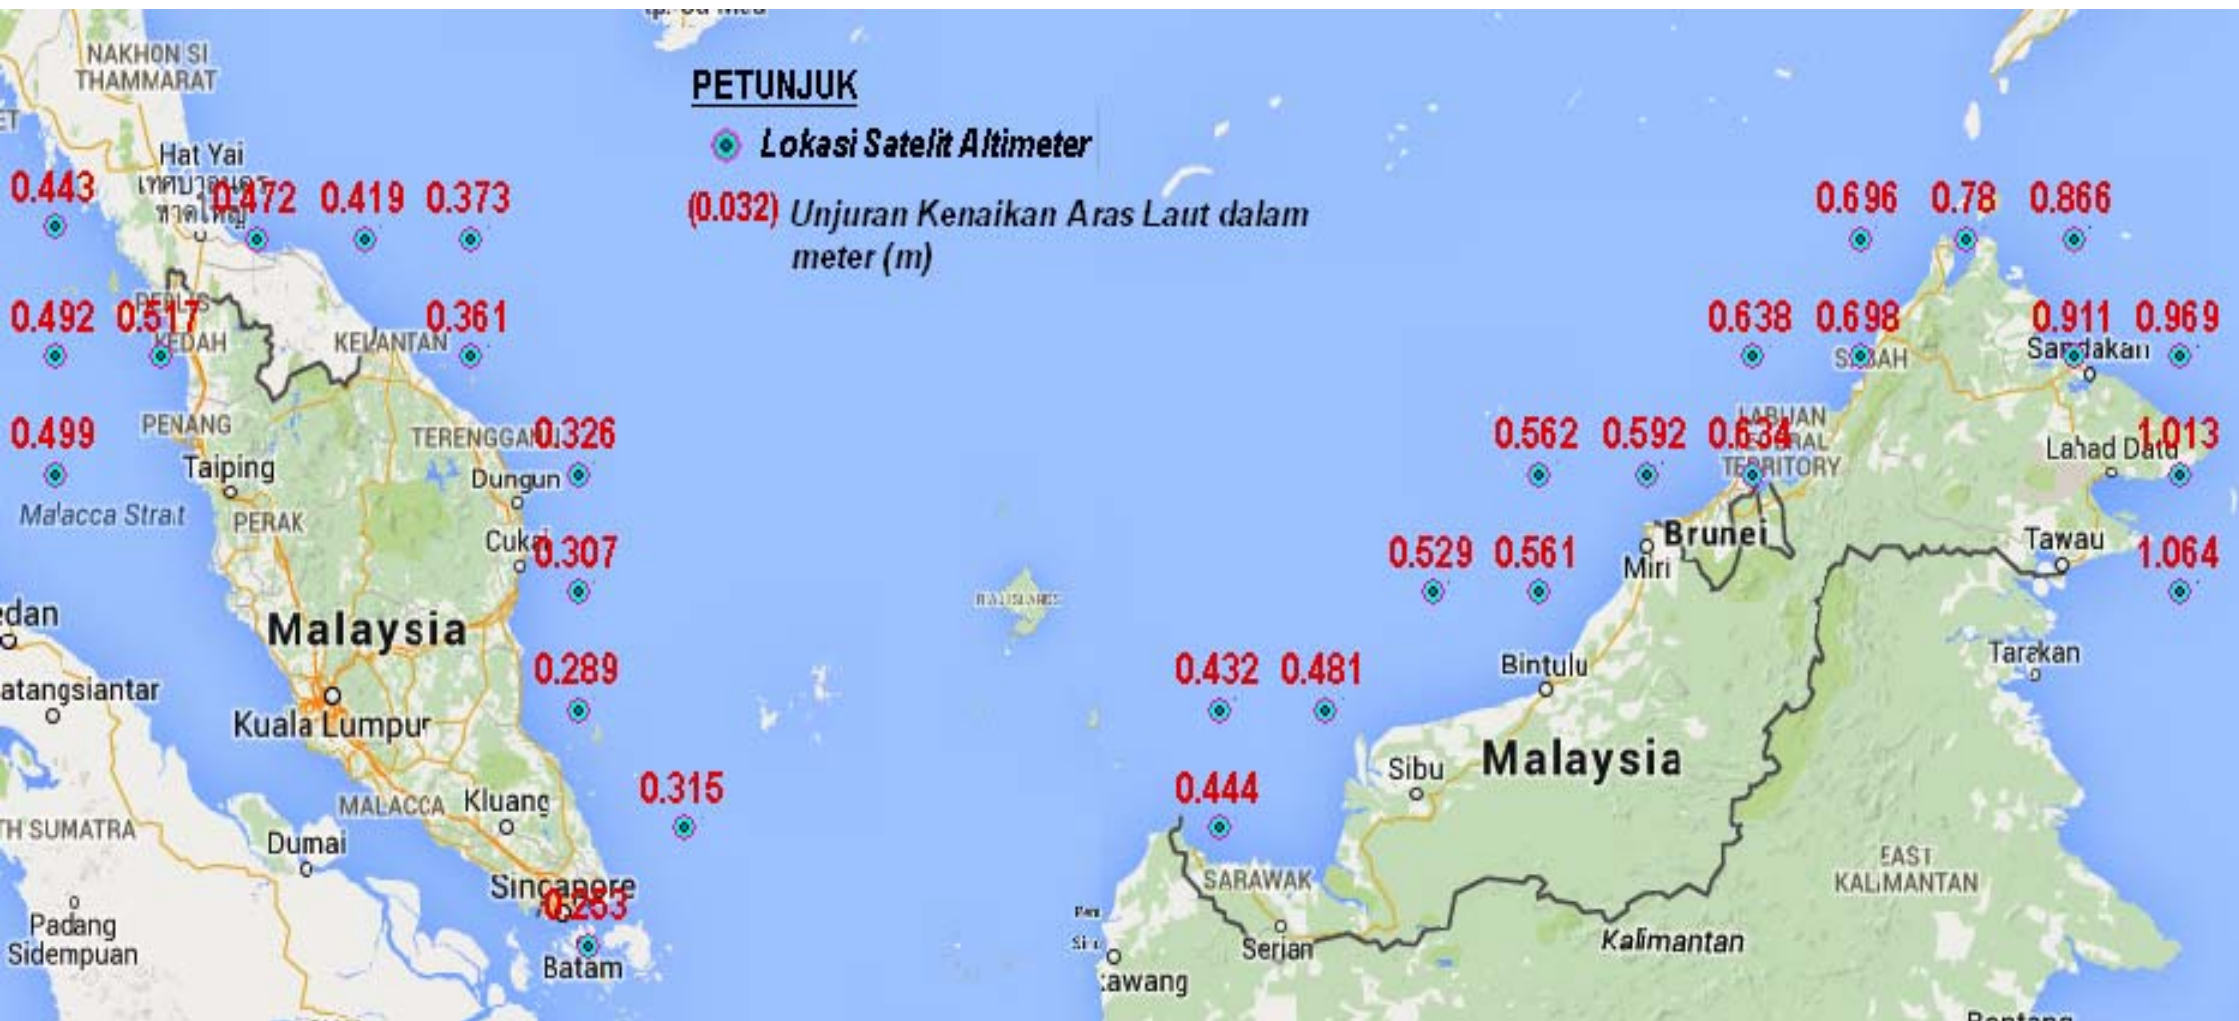 NAKHON SI
THAMMARAT
PETUNJUK
Lokasi Satelit Altimeter
(0.032) Unjuran Kenaikan Aras Laut dalam
meter (m)
Hat Yai
0.443
0.472 0.419 0.373
0.696 0.78 0.866
0.492 0.517 0.361
KEDAH
KELANTAN
0.638 0.698 0.911 0.969
SABAH
Sandakan
0.499
PENANG
TERENGGANU
0.326
0.562 0.592 0.634
LABUAN
FEDERAL
TERRITORY
1.013
Lahad Datu
Taiping
Dungun
Malacca Strait
PERAK
Cukai
0.307
0.529 0.561
Brunei
Miri
Tawau
1.064
edan
Malaysia
0.289
0.432 0.481
Bintulu
Tarakan
atangsiantar
Kuala Lumpur
0.315
0.444
Sibu
Malaysia
MALACCA
Kluang
TH SUMATRA
Dumai
Singapore
0.253
SARAWAK
EAST
KALIMANTAN
Padang
Sidempuan
Batam
Serian
Kalimantan